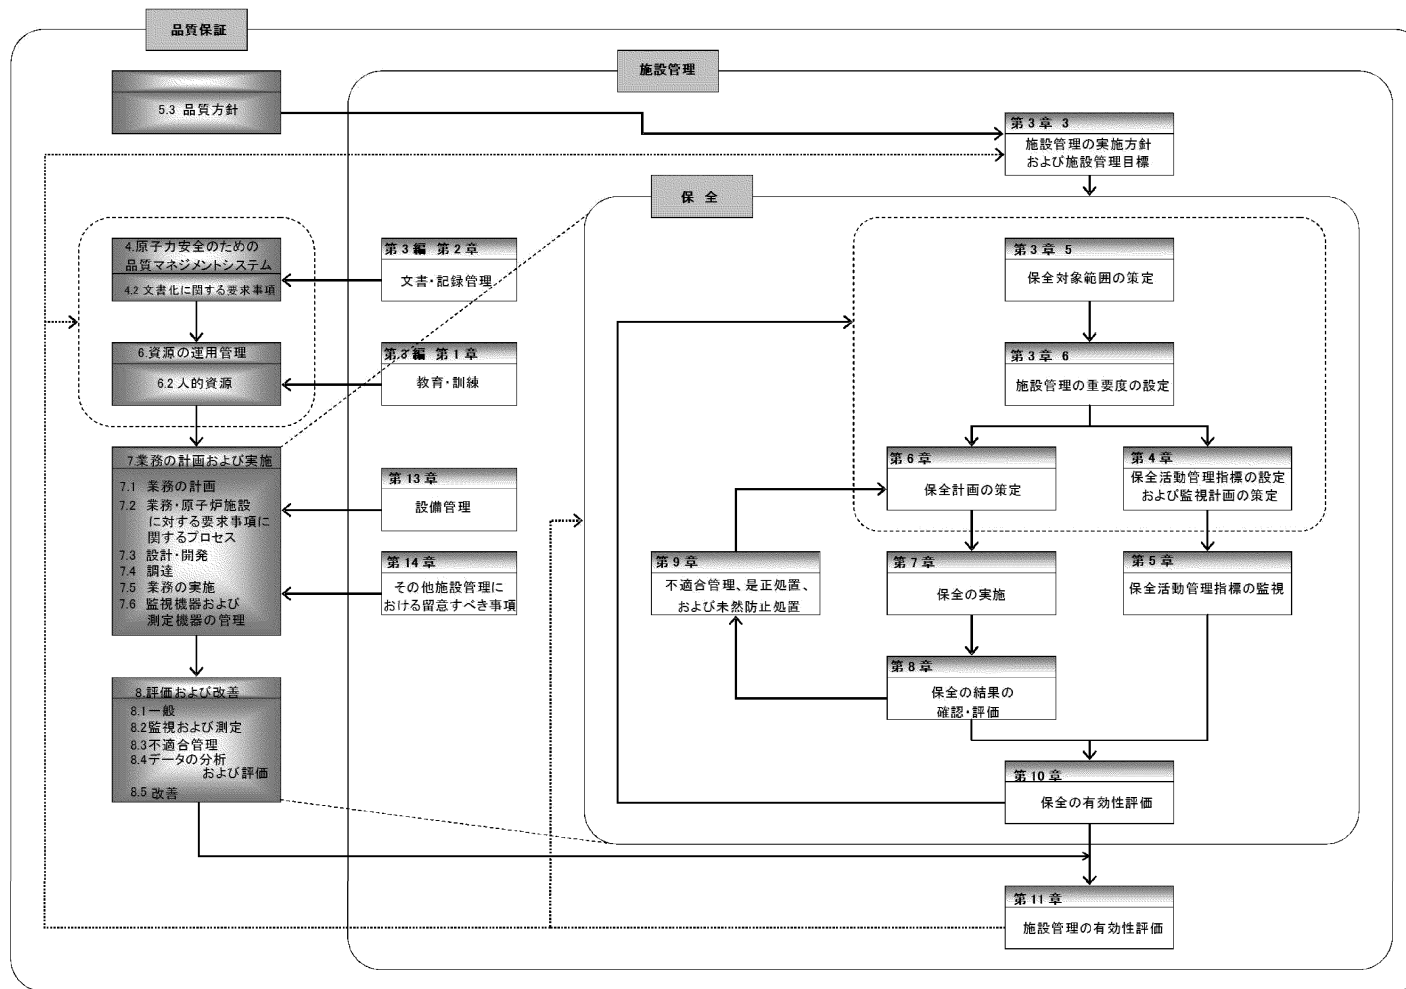 品質保証
施設管理
5.3 品質方針
第3章 3
施設管理の実施方針
および施設管理目標
保 全
4.原子力安全のための
品質マネジメントシステム
4.2 文書化に関する要求事項
第3編 第2章
文書・記録管理
第3章 5
保全対象範囲の策定
6.資源の運用管理
6.2 人的資源
第3編 第1章
教育・訓練
第3章 6
施設管理の重要度の設定
7.業務の計画および実施
7.1 業務の計画
7.2 業務・原子炉施設
に対する要求事項に
関するプロセス
7.3 設計・開発
7.4 調達
7.5 業務の実施
7.6 監視機器および
測定機器の管理
第13章
設備管理
第14章
その他施設管理に
おける留意すべき事項
第6章
保全計画の策定
第4章
保全活動管理指標の設定
および監視計画の策定
第9章
不適合管理、是正処置、
および未然防止処置
第7章
保全の実施
第5章
保全活動管理指標の監視
第8章
保全の結果の
確認・評価
8.評価および改善
8.1一般
8.2監視および測定
8.3不適合管理
8.4データの分析
および評価
8.5 改善
第10章
保全の有効性評価
第11章
施設管理の有効性評価